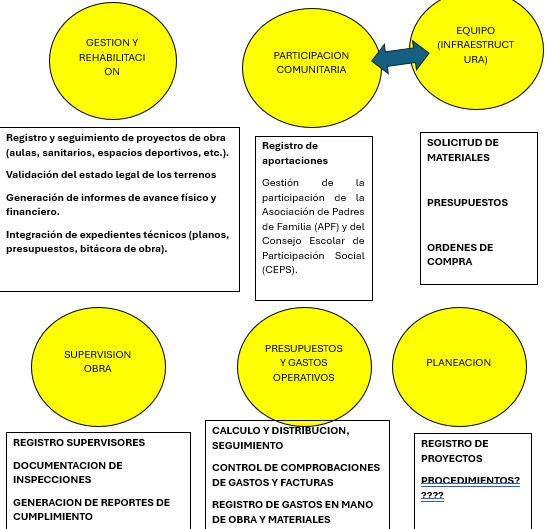 GESTION Y
REHABILITACI
ON
PARTICIPACION
COMUNITARIA
EQUIPO
(INFRAESTRUCT
URA)
Registro y seguimiento de proyectos de obra
(aulas, sanitarios, espacios deportivos, etc.).
Validación del estado legal de los terrenos
Generación de informes de avance físico y
financiero.
Integración de expedientes técnicos (planos,
presupuestos, bitácora de obra).
Registro de
aportaciones
Gestión de la
participación de la
Asociación de Padres
de Familia (APF) y del
Consejo Escolar de
Participación Social
(CEPS).
SOLICITUD DE
MATERIALES
PRESUPUESTOS
ORDENES DE
COMPRA
SUPERVISION
OBRA
PRESUPUESTOS
Y GASTOS
OPERATIVOS
PLANEACION
REGISTRO SUPERVISORES
DOCUMENTACION DE
INSPECCIONES
GENERACION DE REPORTES DE
CUMPLIMIENTO
CALCULO Y DISTRIBUCION,
SEGUIMIENTO
CONTROL DE COMPROBACIONES
DE GASTOS Y FACTURAS
REGISTRO DE GASTOS EN MANO
DE OBRA Y MATERIALES
REGISTRO DE
PROYECTOS
PROCEDIMIENTOS?
????